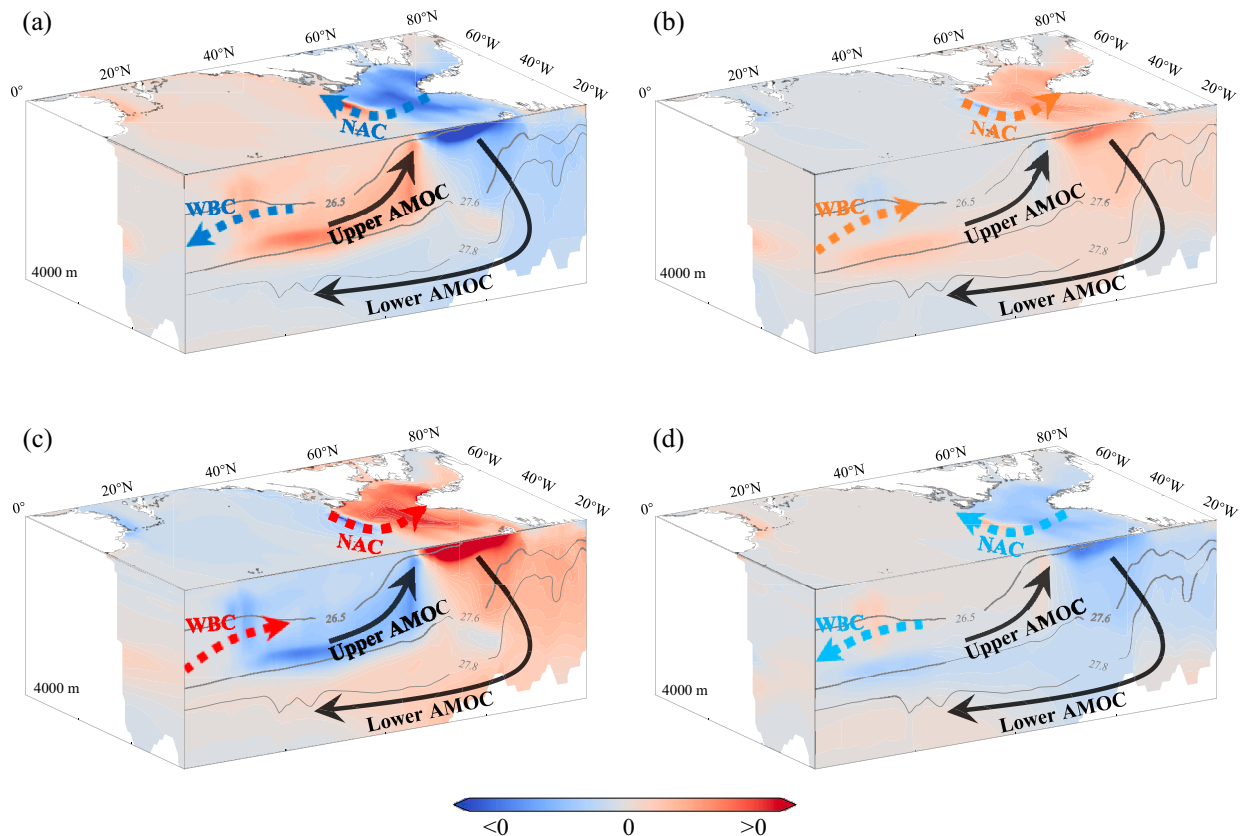 (a)
0°
20°N
40°N
60°N
80°N
60°W
40°W
20°W
NAC
WBC
26.5
27.6
27.8
Upper AMOC
Lower AMOC
4000 m
(b)
0°
20°N
40°N
60°N
80°N
60°W
40°W
20°W
NAC
WBC
26.5
27.6
27.8
Upper AMOC
Lower AMOC
4000 m
(c)
0°
20°N
40°N
60°N
80°N
60°W
40°W
20°W
NAC
WBC
26.5
27.6
27.8
Upper AMOC
Lower AMOC
4000 m
(d)
0°
20°N
40°N
60°N
80°N
60°W
40°W
20°W
NAC
WBC
26.5
27.6
27.8
Upper AMOC
Lower AMOC
4000 m
<0
0
>0